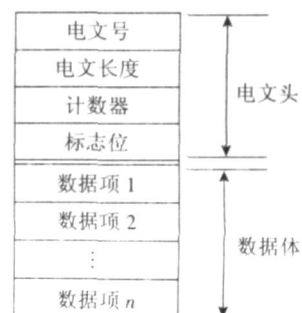 电文号
电文长度
计数器
标志位
电文头
数据项 1
数据项 2
⋮
数据项 n
数据体